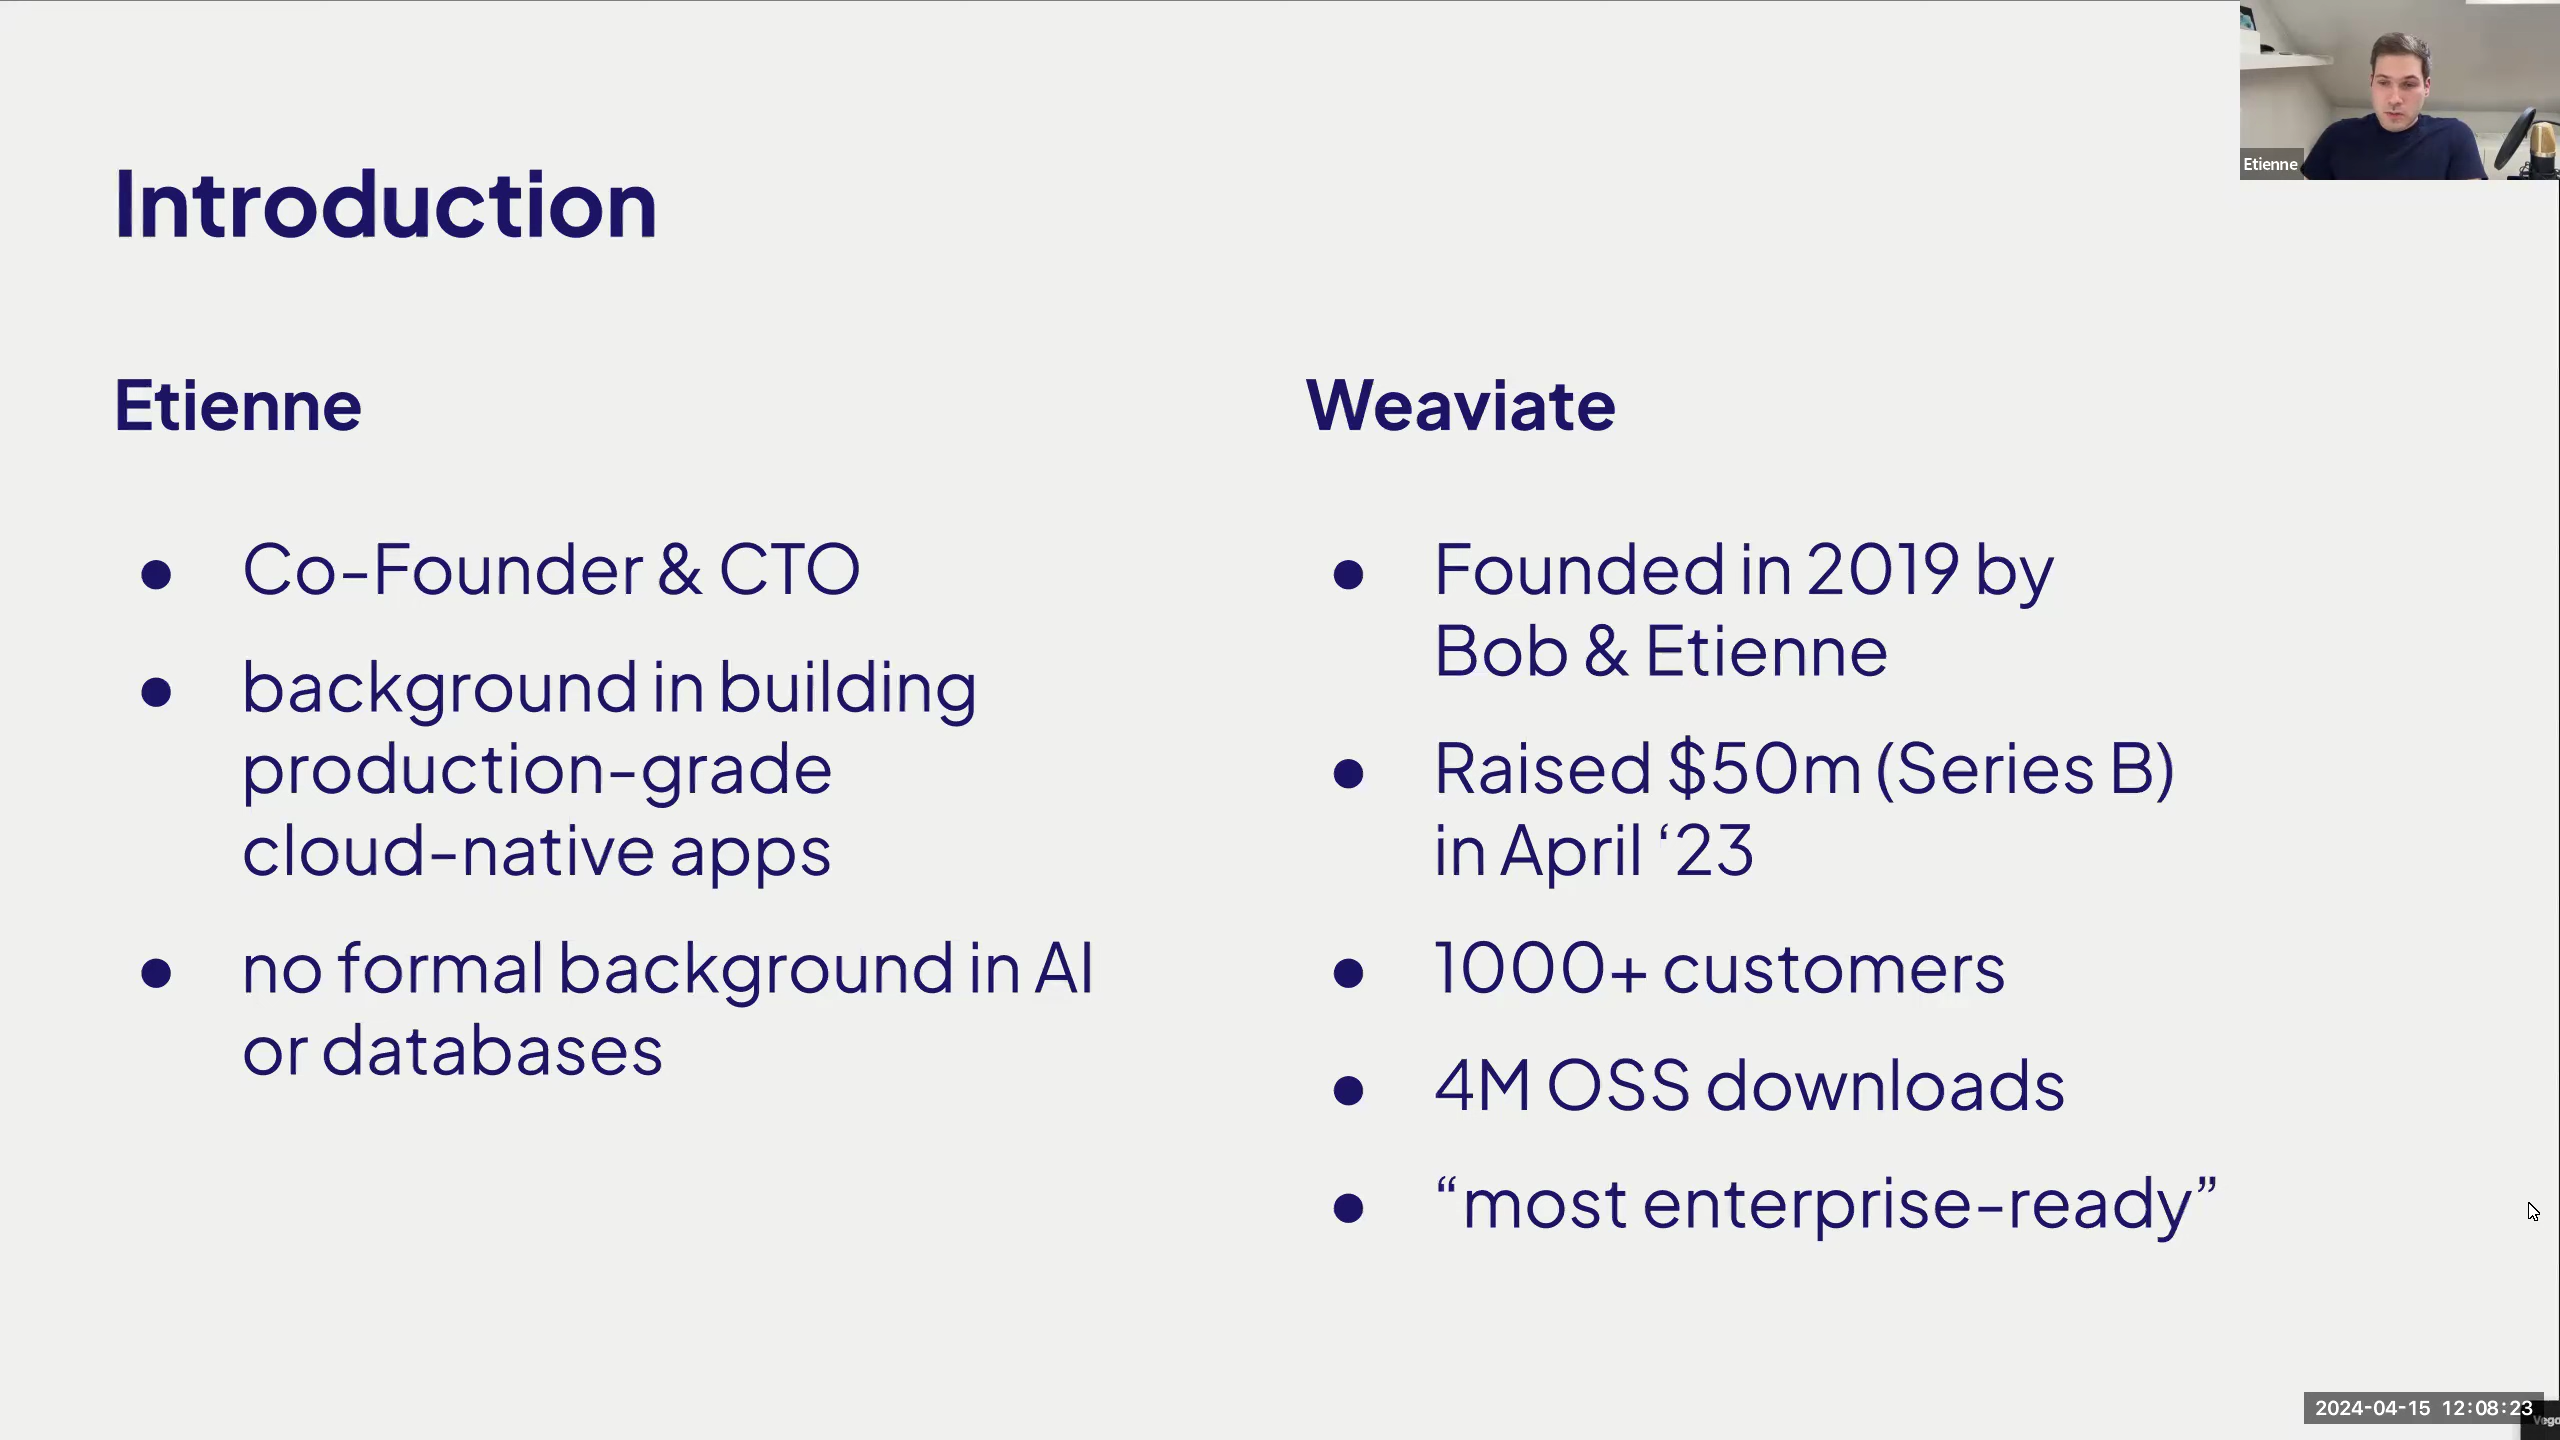 Introduction
Etienne
● Co-Founder & CTO
● background in building
production-grade
cloud-native apps
● no formal background in AI
or databases
Weaviate
● Founded in 2019 by
Bob & Etienne
● Raised $50m (Series B)
in April ‘23
● 1000+ customers
● 4M OSS downloads
● “most enterprise-ready”
Etienne
2024-04-15 12:08:23